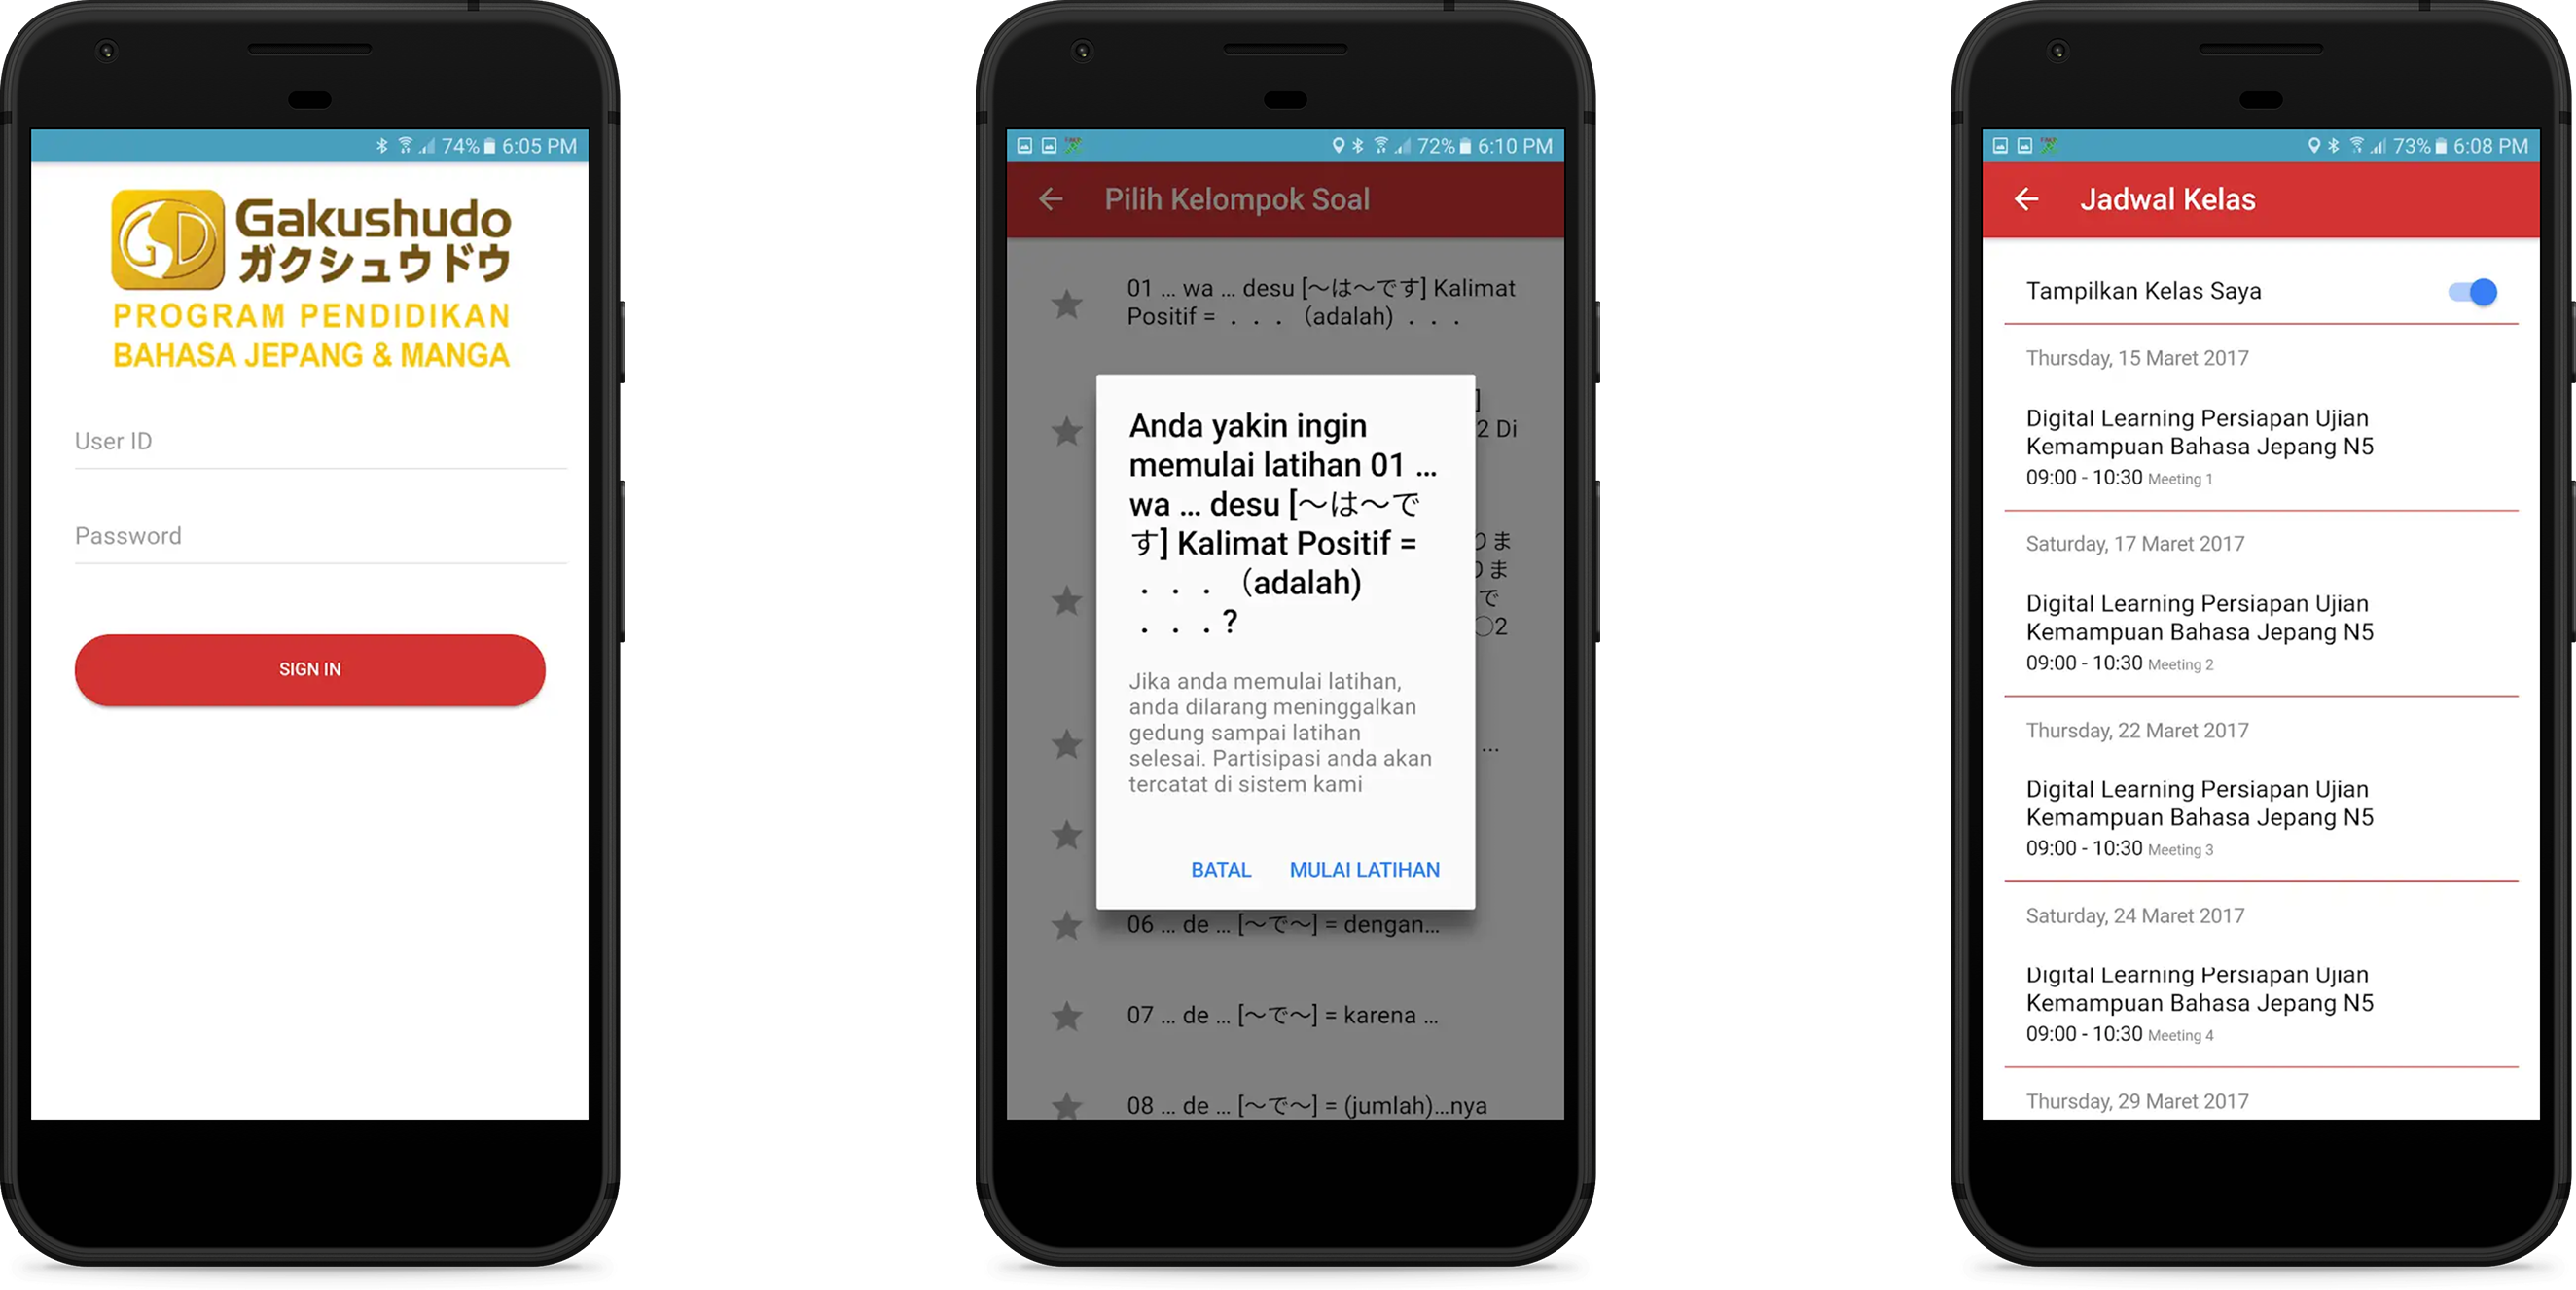 74% 6:05 PM
Gakushudo
ガクシュウドウ
PROGRAM PENDIDIKAN
BAHASA JEPANG & MANGA
User ID
Password
SIGN IN
72% 6:10 PM
Pilih Kelompok Soal
01 ... wa ... desu [～は～です] Kalimat
Positif = ．．． （adalah）．．．
]
2 Di
Anda yakin ingin
memulai latihan 01 ...
wa ... desu [～は～で
す] Kalimat Positif =
．．．（adalah)
．．．?
りま
りま
で
○2
Jika anda memulai latihan,
anda dilarang meninggalkan
gedung sampai latihan
selesai. Partisipasi anda akan
tercatat di sistem kami
...
BATAL MULAI LATIHAN
06 ... de ... [～で～] = dengan...
07 ... de ... [～で～] = karena ...
08 ... de ... [～で～] = (jumlah)...nya
73% 6:08 PM
Jadwal Kelas
Tampilkan Kelas Saya
Thursday, 15 Maret 2017
Digital Learning Persiapan Ujian
Kemampuan Bahasa Jepang N5
09:00 - 10:30 Meeting 1
Saturday, 17 Maret 2017
Digital Learning Persiapan Ujian
Kemampuan Bahasa Jepang N5
09:00 - 10:30 Meeting 2
Thursday, 22 Maret 2017
Digital Learning Persiapan Ujian
Kemampuan Bahasa Jepang N5
09:00 - 10:30 Meeting 3
Saturday, 24 Maret 2017
Digital Learning Persiapan Ujian
Kemampuan Bahasa Jepang N5
09:00 - 10:30 Meeting 4
Thursday, 29 Maret 2017